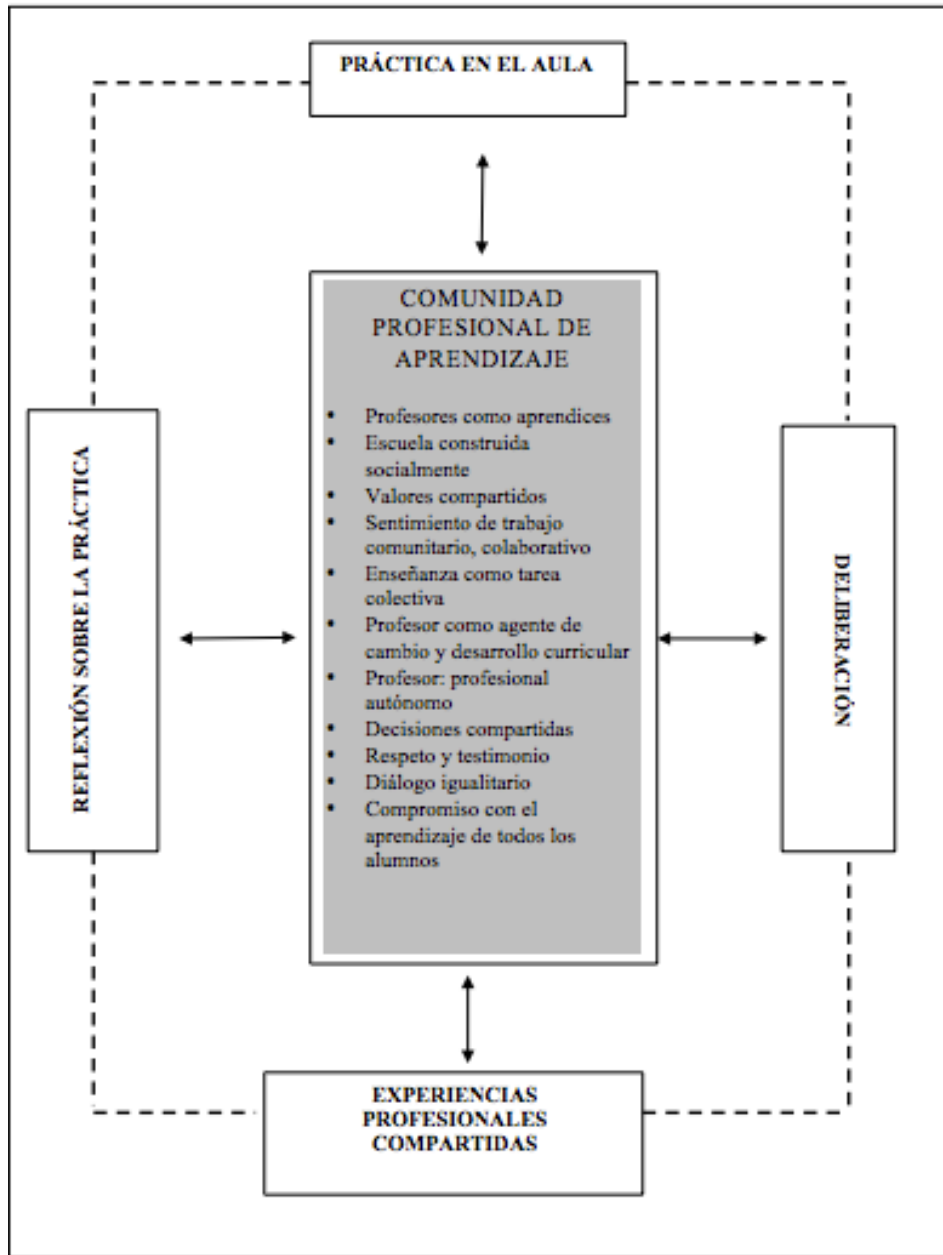 PRÁCTICA EN EL AULA
COMUNIDAD
PROFESIONAL DE
APRENDIZAJE
• Profesores como aprendices
• Escuela construida
socialmente
• Valores compartidos
• Sentimiento de trabajo
comunitario, colaborativo
• Enseñanza como tarea
colectiva
• Profesor como agente de
cambio y desarrollo curricular
• Profesor: profesional
autónomo
• Decisiones compartidas
• Respeto y testimonio
• Diálogo igualitario
• Compromiso con el
aprendizaje de todos los
alumnos
REFLEXIÓN SOBRE LA PRÁCTICA
DELIBERACIÓN
EXPERIENCIAS
PROFESIONALES
COMPARTIDAS